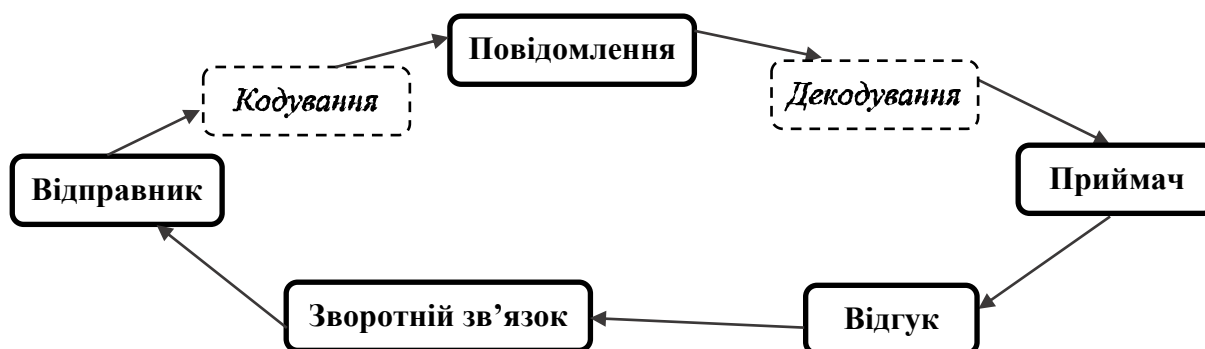 Повідомлення
Кодування
Декодування
Відправник
Приймач
Зворотній зв’язок
Відгук